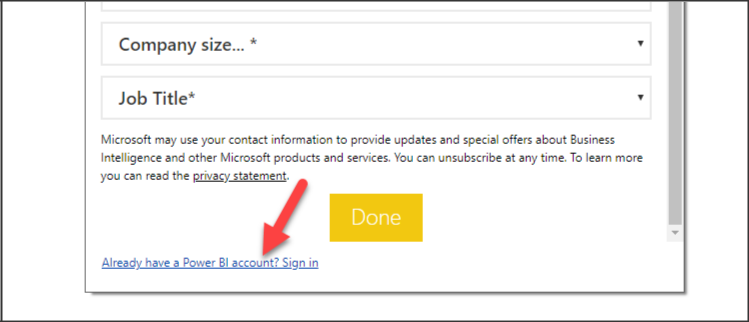 Company size... *
Job Title*
Microsoft may use your contact information to provide updates and special offers about Business
Intelligence and other Microsoft products and services. You can unsubscribe at any time. To learn more
you can read the privacy statement.
Done
Already have a Power BI account? Sign in